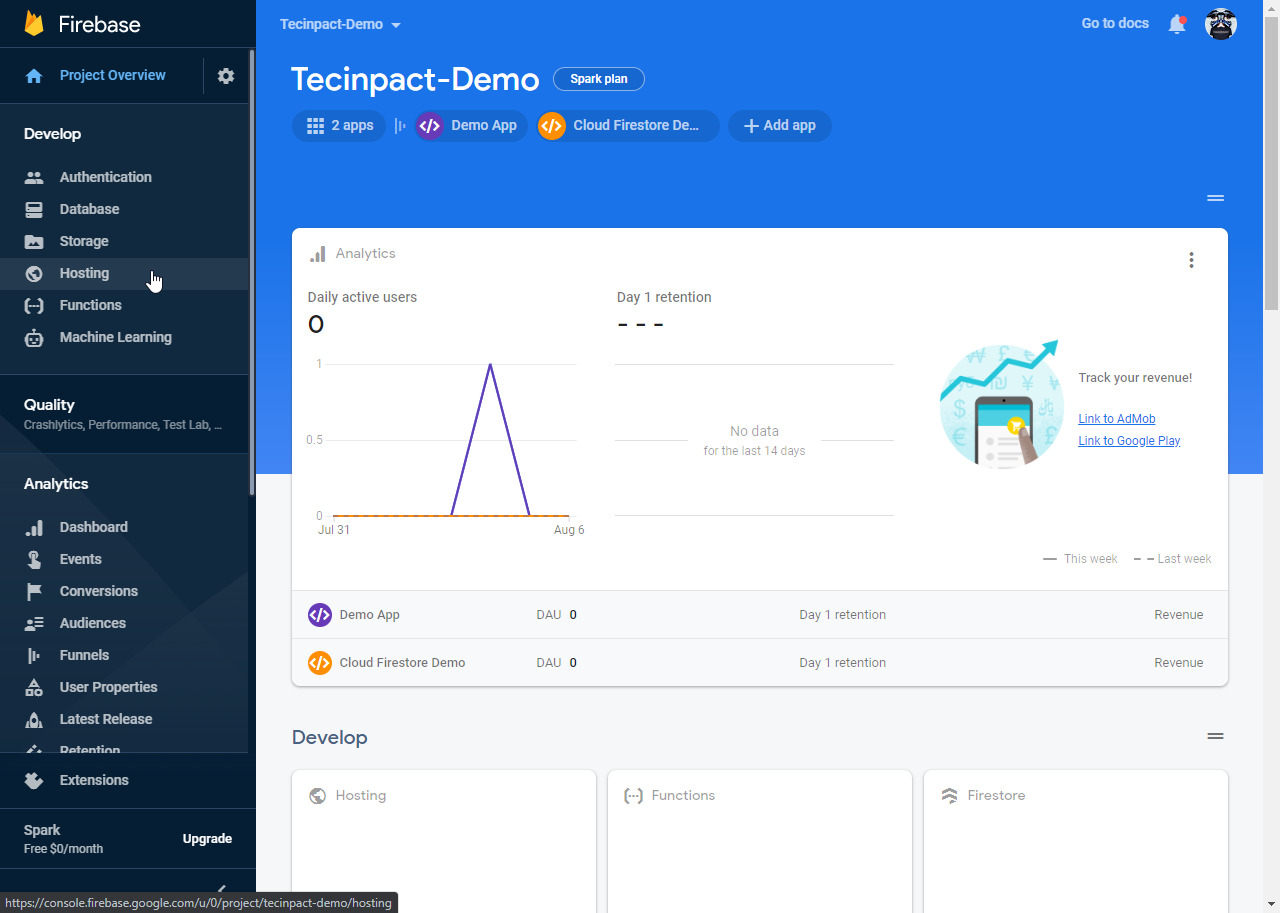 Firebase
Project Overview
Develop
Authentication
Database
Storage
Hosting
Functions
Machine Learning
Quality
Crashlytics, Performance, Test Lab, ...
Analytics
Dashboard
Events
Conversions
Audiences
Funnels
User Properties
Latest Release
Retention
Extensions
Spark
Free $0/month
Upgrade
https://console.firebase.google.com/u/0/project/tecinpact-demo/hosting
Tecinpact-Demo
Go to docs
Tecinpact-Demo
Spark plan
2 apps
Demo App
Cloud Firestore De...
Add app
Analytics
Daily active users
0
Day 1 retention
- - -
1
0.5
0
Jul 31
Aug 6
No data
for the last 14 days
Track your revenue!
Link to AdMob
Link to Google Play
This week
Last week
Demo App DAU 0 Day 1 retention Revenue
Cloud Firestore Demo DAU 0 Day 1 retention Revenue
Develop
Hosting
Functions
Firestore